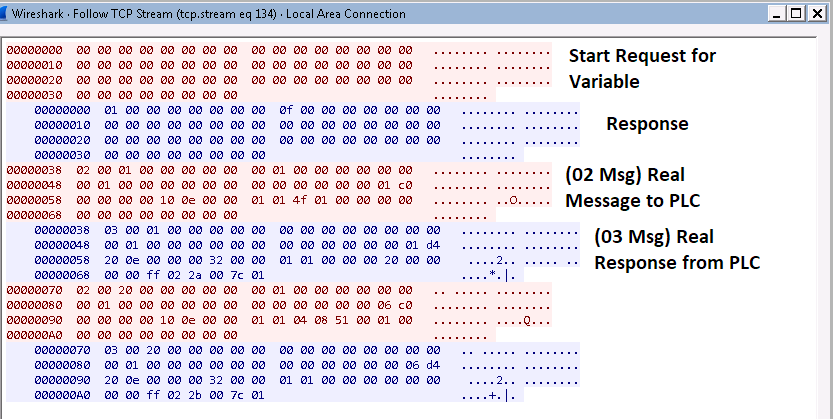 Wireshark · Follow TCP Stream (tcp.stream eq 134) · Local Area Connection
00000000 00 00 00 00 00 00 00 00 00 00 00 00 00 00 00 00 ........ ........
00000010 00 00 00 00 00 00 00 00 00 00 00 00 00 00 00 00 ........ ........
00000020 00 00 00 00 00 00 00 00 00 00 00 00 00 00 00 00 ........ ........
00000030 00 00 00 00 00 00 00 00 ........
Start Request for
Variable
00000000 01 00 00 00 00 00 00 00 0f 00 00 00 00 00 00 00 ........ ........
00000010 00 00 00 00 00 00 00 00 00 00 00 00 00 00 00 00 ........ ........
00000020 00 00 00 00 00 00 00 00 00 00 00 00 00 00 00 00 ........ ........
00000030 00 00 00 00 00 00 00 00 ........
Response
00000038 02 00 01 00 00 00 00 00 00 01 00 00 00 00 00 00 ........ ........
00000048 00 01 00 00 00 00 00 00 00 00 00 00 00 00 01 c0 ........ ........
00000058 00 00 00 00 10 0e 00 00 01 01 4f 01 00 00 00 00 ........ ..O.....
00000068 00 00 00 00 00 00 00 00 ........
(02 Msg) Real
Message to PLC
00000038 03 00 01 00 00 00 00 00 00 00 00 00 00 00 00 00 ........ ........
00000048 00 01 00 00 00 00 00 00 00 00 00 00 00 00 01 d4 ........ ........
00000058 20 0e 00 00 00 32 00 00 01 01 00 00 00 00 20 00 00 ....2.. ..... ..
00000068 00 00 ff 02 2a 00 7c 01 ....*.|.
(03 Msg) Real
Response from PLC
00000070 02 00 20 00 00 00 00 00 00 01 00 00 00 00 00 00 .. ..... ........
00000080 00 01 00 00 00 00 00 00 00 00 00 00 00 00 06 c0 ........ ........
00000090 00 00 00 00 10 0e 00 00 01 01 04 08 51 00 01 00 ........ ....Q...
000000A0 00 00 00 00 00 00 00 00 ........
00000070 03 00 20 00 00 00 00 00 00 00 00 00 00 00 00 00 .. ..... ........
00000080 00 01 00 00 00 00 00 00 00 00 00 00 00 00 06 d4 ........ ........
00000090 20 0e 00 00 00 32 00 00 01 01 00 00 00 00 20 00 00 ....2.. ........
000000A0 00 00 ff 02 2b 00 7c 01 ....+.|.